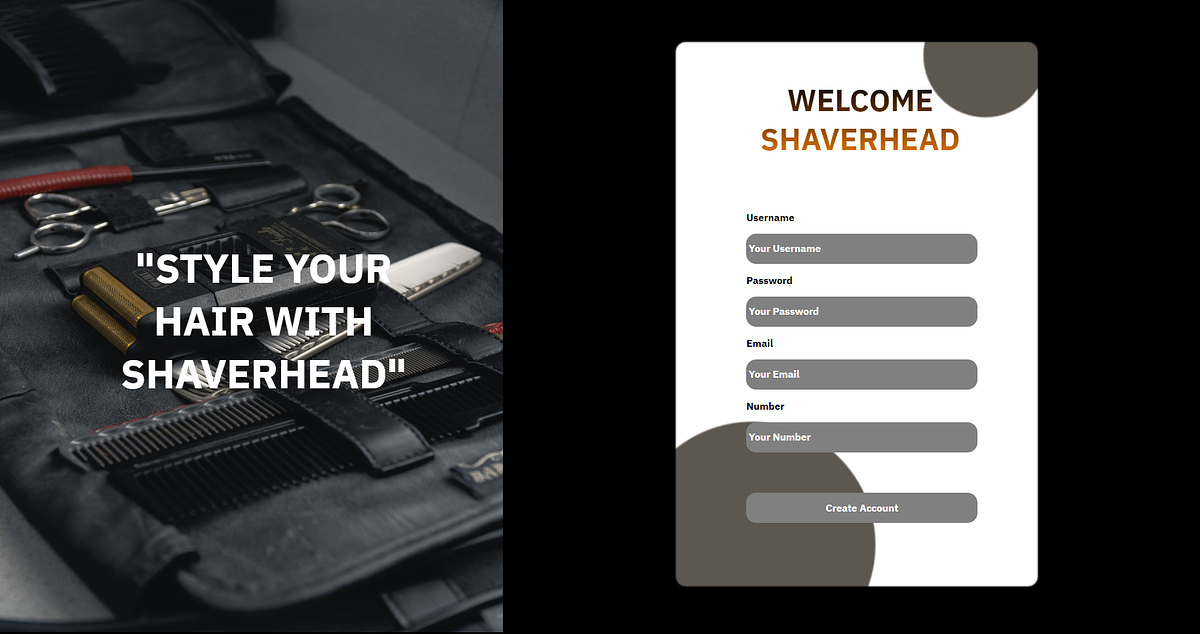 "STYLE YOUR
HAIR WITH
SHAVERHEAD"
WELCOME
SHAVERHEAD
Username
Your Username
Password
Your Password
Email
Your Email
Number
Your Number
Create Account